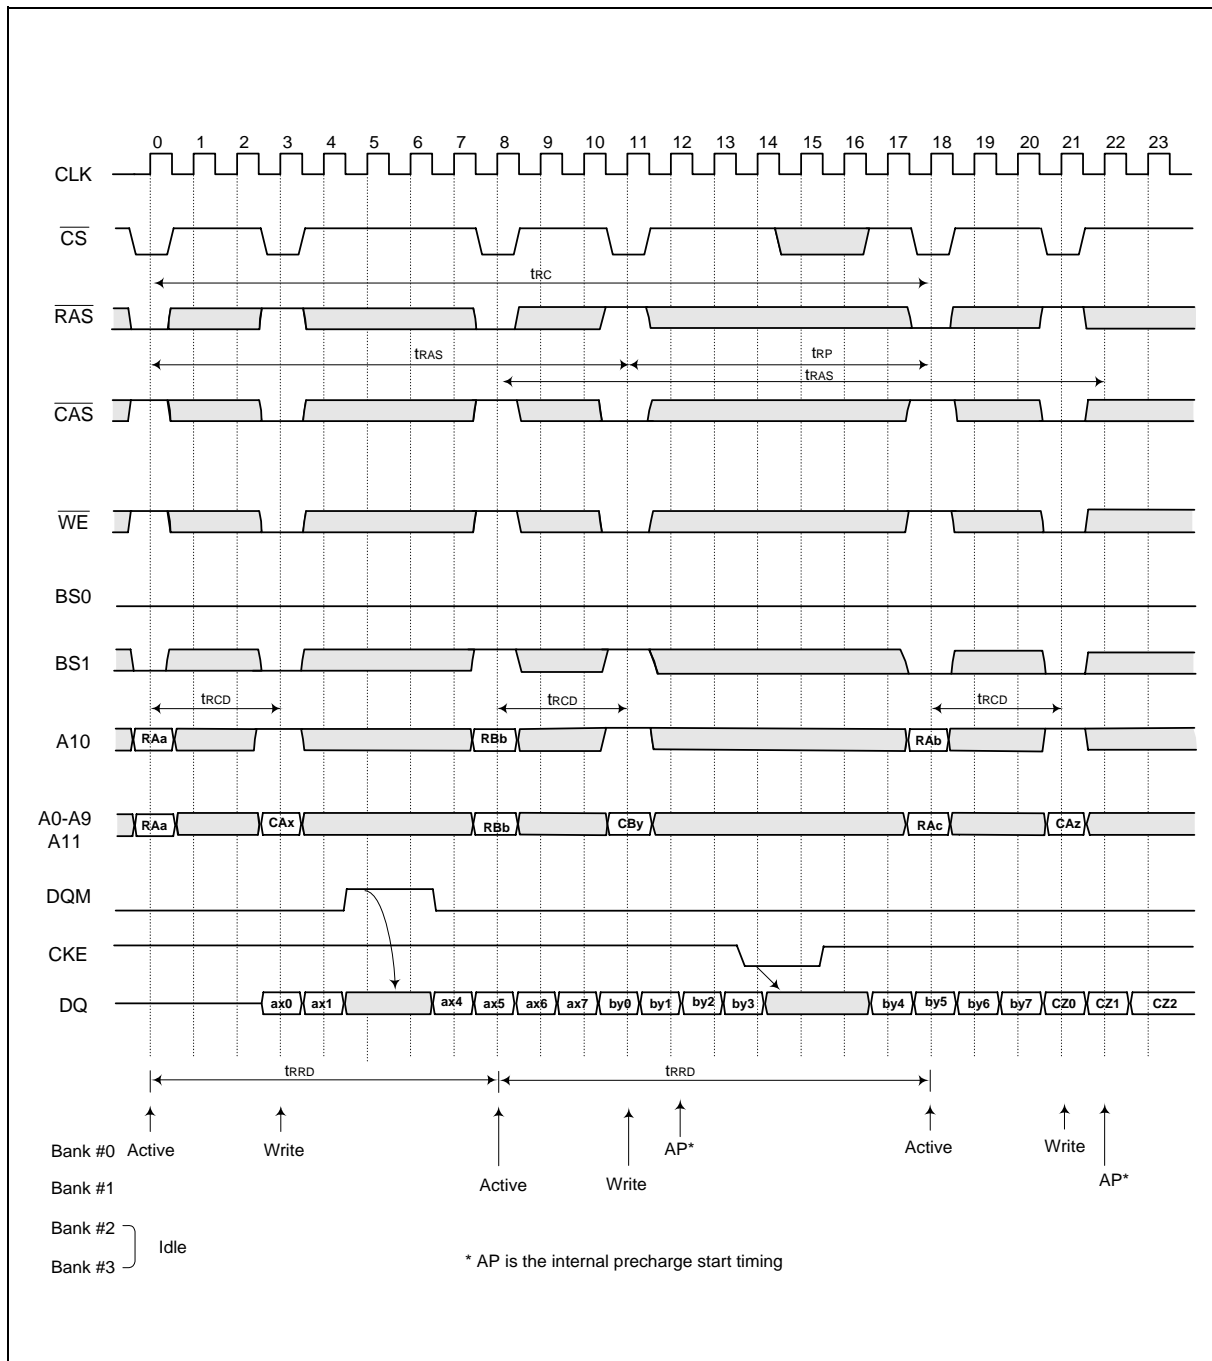 0 1 2 3 4 5 6 7 8 9 10 11 12 13 14 15 16 17 18 19 20 21 22 23
CLK
CS
tRC
RAS
tRAS tRP
tRAS
CAS
WE
BS0
BS1
tRCD tRCD tRCD
A10 RAa RBb RAb
A0-A9 RAa CAx RBb CBy RAc CAz
A11
DQM
CKE
DQ ax0 ax1 ax4 ax5 ax6 ax7 by0 by1 by2 by3 by4 by5 by6 by7 CZ0 CZ1 CZ2
tRRD tRRD
Bank #0 Active Write AP* Active Write
Bank #1 Active Write AP*
Bank #2
Idle
Bank #3
* AP is the internal precharge start timing